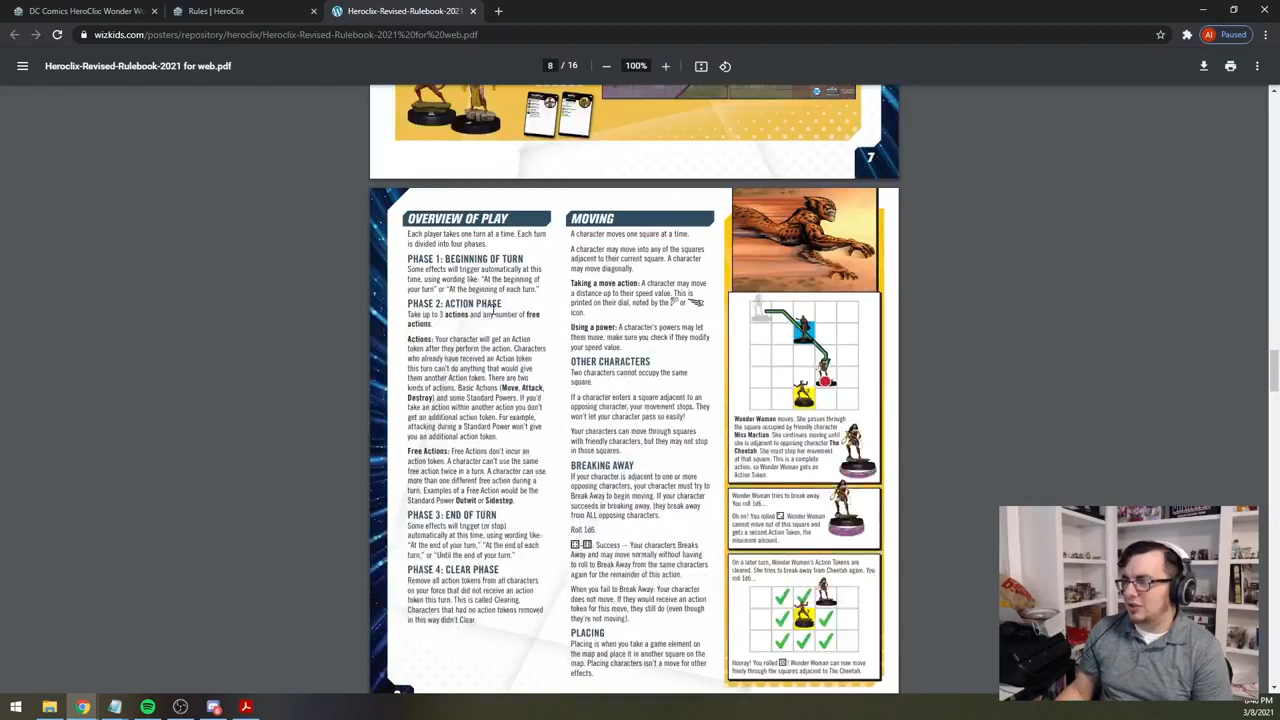 DC Comics HeroClix Wonder W
Rules | HeroClix
Heroclix-Revised-Rulebook-2021
wizkids.com/posters/repository/heroclix/Heroclix-Revised-Rulebook-2021%20for%20web.pdf
Paused
Heroclix-Revised-Rulebook-2021 for web.pdf
8 / 16
100%
7
OVERVIEW OF PLAY
Each player takes one turn at a time. Each turn
is divided into four phases.
PHASE 1: BEGINNING OF TURN
Some effects will trigger automatically at this
time, using wording like: "At the beginning of
your turn" or "At the beginning of each turn."
PHASE 2: ACTION PHASE
Take up to 3 actions and any number of free
actions.
Actions: Your character will get an Action
token after they perform the action. Characters
who already have received an Action token
this turn can't do anything that would give
them another Action token. There are two
kinds of actions. Basic Actions (Move, Attack,
Destroy) and some Standard Powers. If you'd
take an action within another action you don't
get an additional action token. For example,
attacking during a Standard Power won't give
you an additional action token.
Free Actions: Free Actions don't incur an
action token. A character can't use the same
free action twice in a turn. A character can use
more than one different free action during a
turn. Examples of a Free Action would be the
Standard Power Outwit or Sidestep.
PHASE 3: END OF TURN
Some effects will trigger (or stop)
automatically at this time, using wording like:
"At the end of your turn," "At the end of each
turn," or "Until the end of your turn."
PHASE 4: CLEAR PHASE
Remove all action tokens from all characters
on your force that did not receive an action
token this turn. This is called Clearing.
Characters that had no action tokens removed
in this way didn't Clear.
MOVING
A character moves one square at a time.
A character may move into any of the squares
adjacent to their current square. A character
may move diagonally.
Taking a move action: A character may move
a distance up to their speed value. This is
printed on their dial, noted by the or
icon.
Using a power: A character's powers may let
them move, make sure you check if they modify
your speed value.
OTHER CHARACTERS
Two characters cannot occupy the same
square.
If a character enters a square adjacent to an
opposing character, your movement stops. They
won't let your character pass so easily!
Your characters can move through squares
with friendly characters, but they may not stop
in those squares.
BREAKING AWAY
If your character is adjacent to one or more
opposing characters, your character must try to
Break Away to begin moving. If your character
succeeds in breaking away, they break away
from ALL opposing characters.
Roll 1d6.
- : Success – Your characters Breaks
Away and may move normally without having
to roll to Break Away from the same characters
again for the remainder of this action.
When you fail to Break Away: Your character
does not move. If they would receive an action
token for this move, they still do (even though
they're not moving).
PLACING
Placing is when you take a game element on
the map and place it in another square on the
map. Placing characters isn't a move for other
effects.
Wonder Woman moves. She passes through
the square occupied by friendly character
Miss Martian. She continues moving until
she is adjacent to opposing character The
Cheetah. She must stop her movement
at that square. This is a complete
action, so Wonder Woman gets an
Action Token
Wonder Woman tries to break away.
You roll 1d6...
Oh no! You rolled . Wonder Woman
cannot move out of this square and
gets a second Action Token, the
movement amount.
On a later turn, Wonder Woman's Action Tokens are
cleared. She tries to break away from Cheetah again. You
roll 1d6...
Hooray! You rolled ! Wonder Woman can now move
freely through the squares adjacent to The Cheetah.
3/8/2021